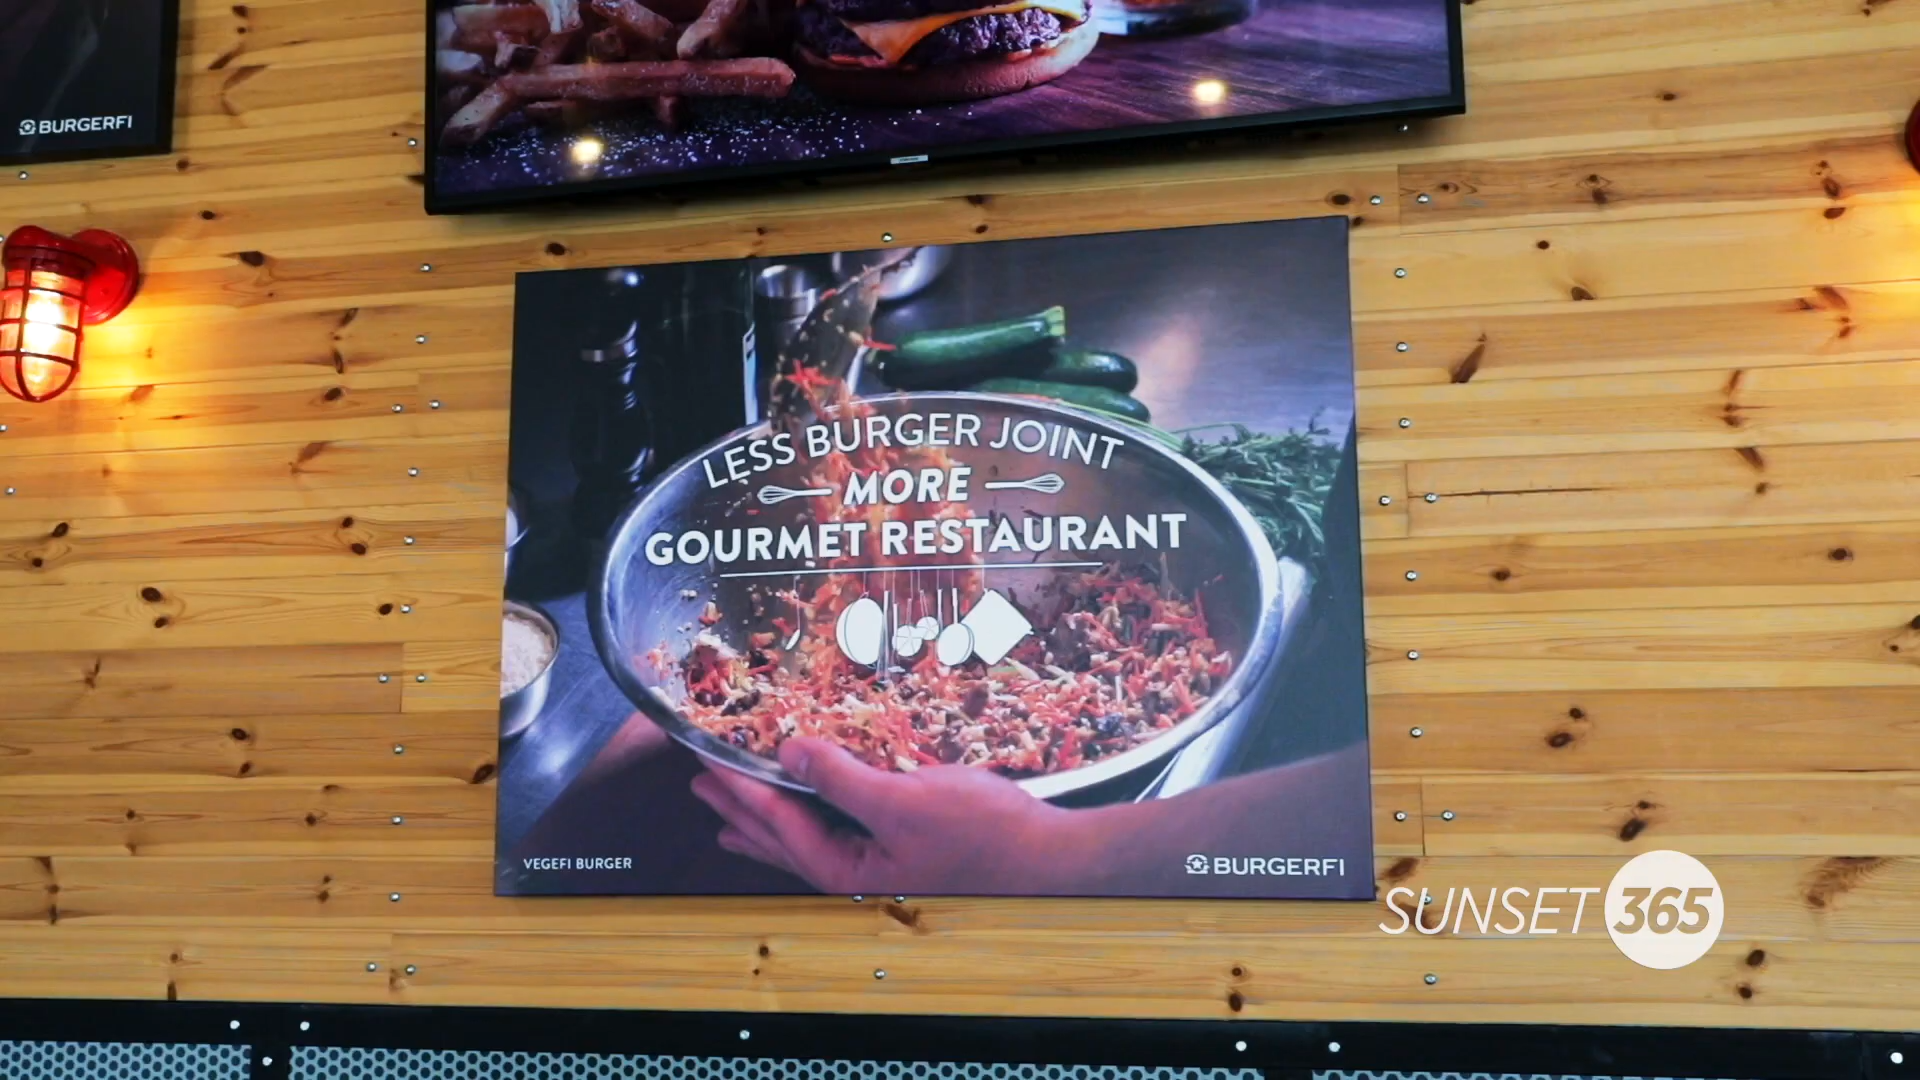 BURGERFI
LESS BURGER JOINT
MORE
GOURMET RESTAURANT
VEGEFI BURGER
BURGERFI
SUNSET 365